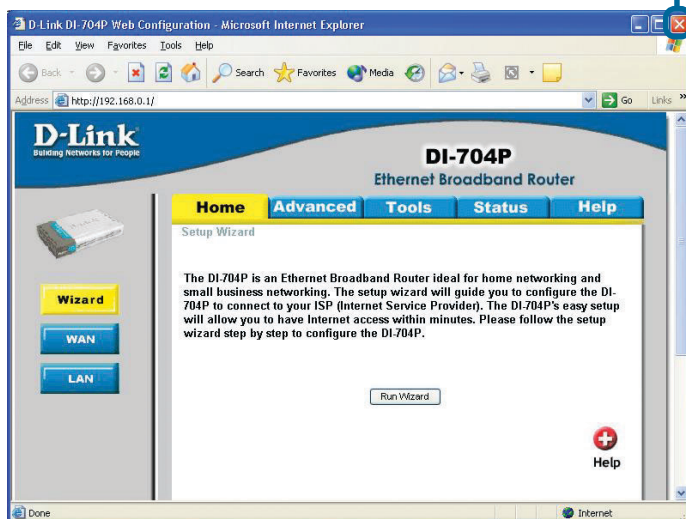 D-Link DI-704P Web Configuration - Microsoft Internet Explorer
File Edit View Favorites Tools Help
Back Search Favorites Media
Address http://192.168.0.1/ Go Links »
D-Link
Building Networks for People
DI-704P
Ethernet Broadband Router
Home Advanced Tools Status Help
Setup Wizard
The DI-704P is an Ethernet Broadband Router ideal for home networking and
small business networking. The setup wizard will guide you to configure the DI-
704P to connect to your ISP (Internet Service Provider). The DI-704P's easy setup
will allow you to have Internet access within minutes. Please follow the setup
wizard step by step to configure the DI-704P.
Wizard
WAN
LAN
Run Wizard
Help
Done Internet